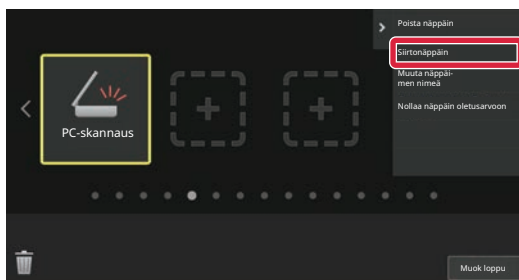 Poista näppäin
Siirtonäppäin
Muuta näppäi-
men nimeä
Nollaa näppäin oletusarvoon
PC-skannaus
Muok loppu